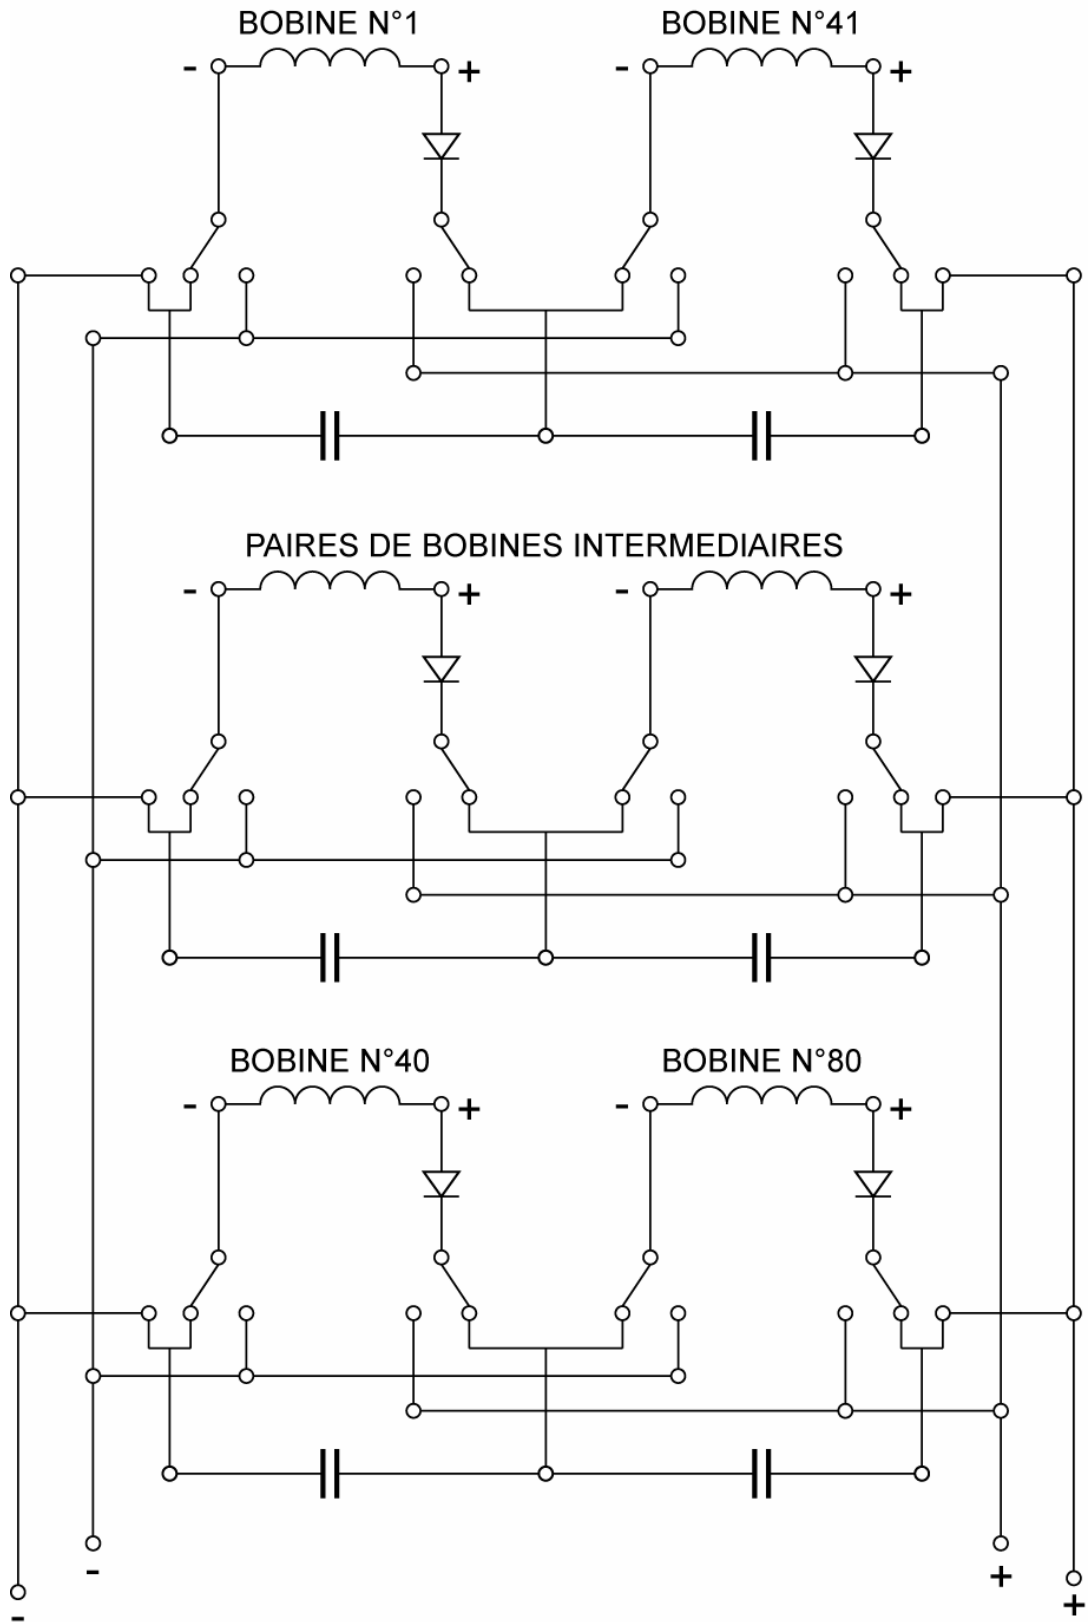 BOBINE N°1 BOBINE N°41
- + - +
PAIRES DE BOBINES INTERMEDIAIRES
- + - +
BOBINE N°40 BOBINE N°80
- + - +
- +
- +